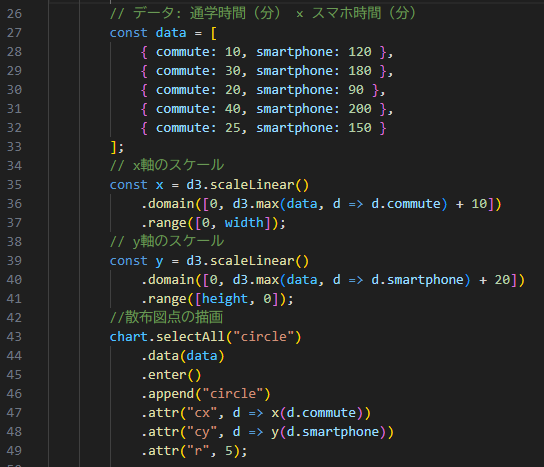 26 // データ: 通学時間（分） × スマホ時間（分）
27 const data = [
28 { commute: 10, smartphone: 120 },
29 { commute: 30, smartphone: 180 },
30 { commute: 20, smartphone: 90 },
31 { commute: 40, smartphone: 200 },
32 { commute: 25, smartphone: 150 }
33 ];
34 // x軸のスケール
35 const x = d3.scaleLinear()
36 .domain([0, d3.max(data, d => d.commute) + 10])
37 .range([0, width]);
38 // y軸のスケール
39 const y = d3.scaleLinear()
40 .domain([0, d3.max(data, d => d.smartphone) + 20])
41 .range([height, 0]);
42 //散布図点の描画
43 chart.selectAll("circle")
44 .data(data)
45 .enter()
46 .append("circle")
47 .attr("cx", d => x(d.commute))
48 .attr("cy", d => y(d.smartphone))
49 .attr("r", 5);